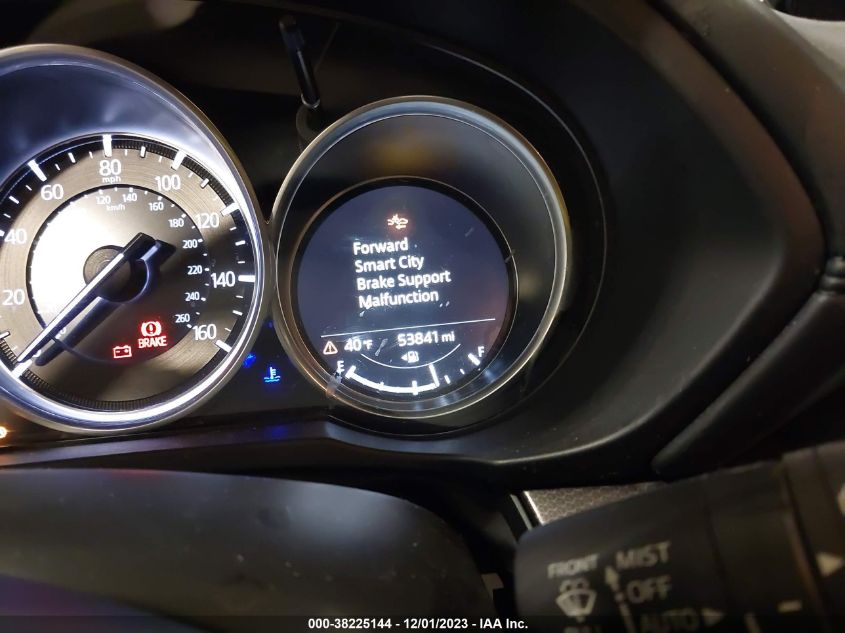 80
mph
60
100
40
120
20
140
160
120
140
km/h
160
180
200
220
240
260
BRAKE
Forward
Smart City
Brake Support
Malfunction
40°F
53841 mi
E
F
FRONT
MIST
OFF
AUTO
000-38225144 - 12/01/2023 - IAA Inc.